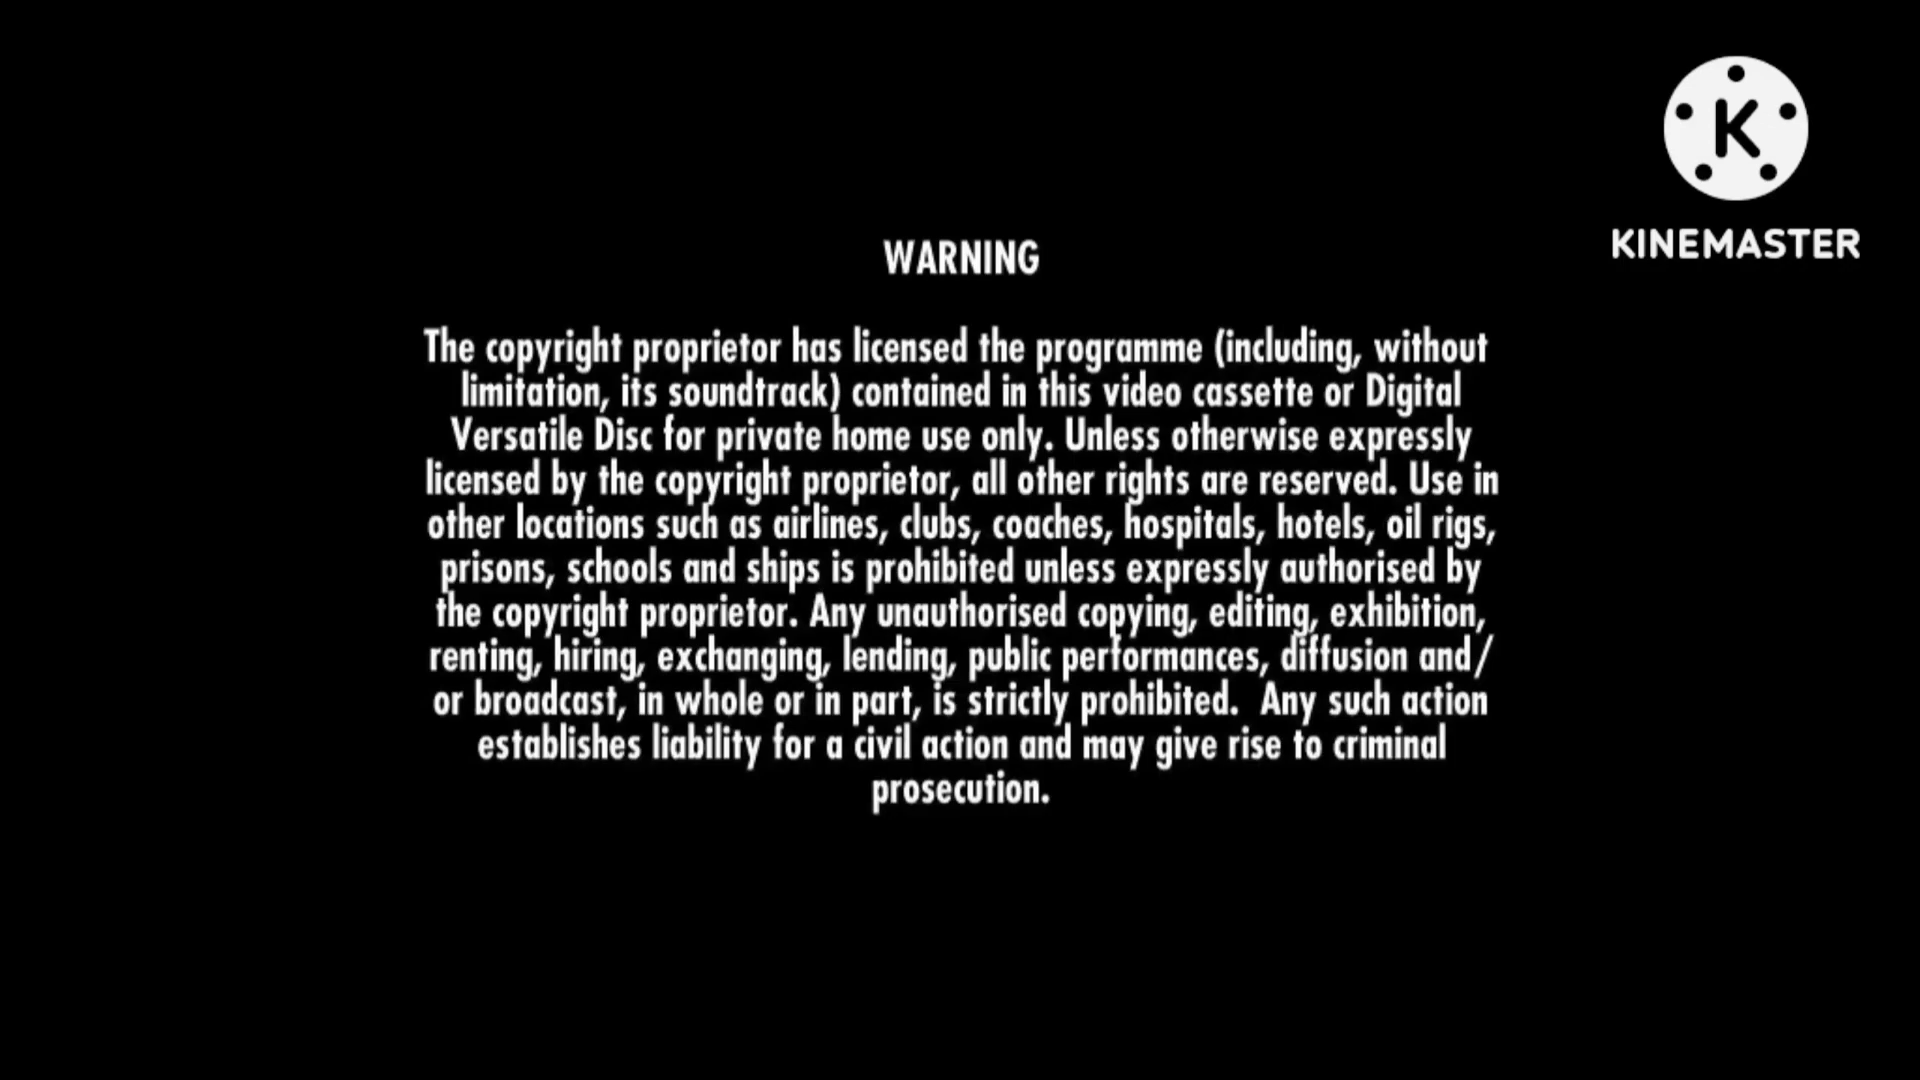 K
KINEMASTER
WARNING
The copyright proprietor has licensed the programme (including, without
limitation, its soundtrack) contained in this video cassette or Digital
Versatile Disc for private home use only. Unless otherwise expressly
licensed by the copyright proprietor, all other rights are reserved. Use in
other locations such as airlines, clubs, coaches, hospitals, hotels, oil rigs,
prisons, schools and ships is prohibited unless expressly authorised by
the copyright proprietor. Any unauthorised copying, editing, exhibition,
renting, hiring, exchanging, lending, public performances, diffusion and/
or broadcast, in whole or in part, is strictly prohibited.  Any such action
establishes liability for a civil action and may give rise to criminal
prosecution.